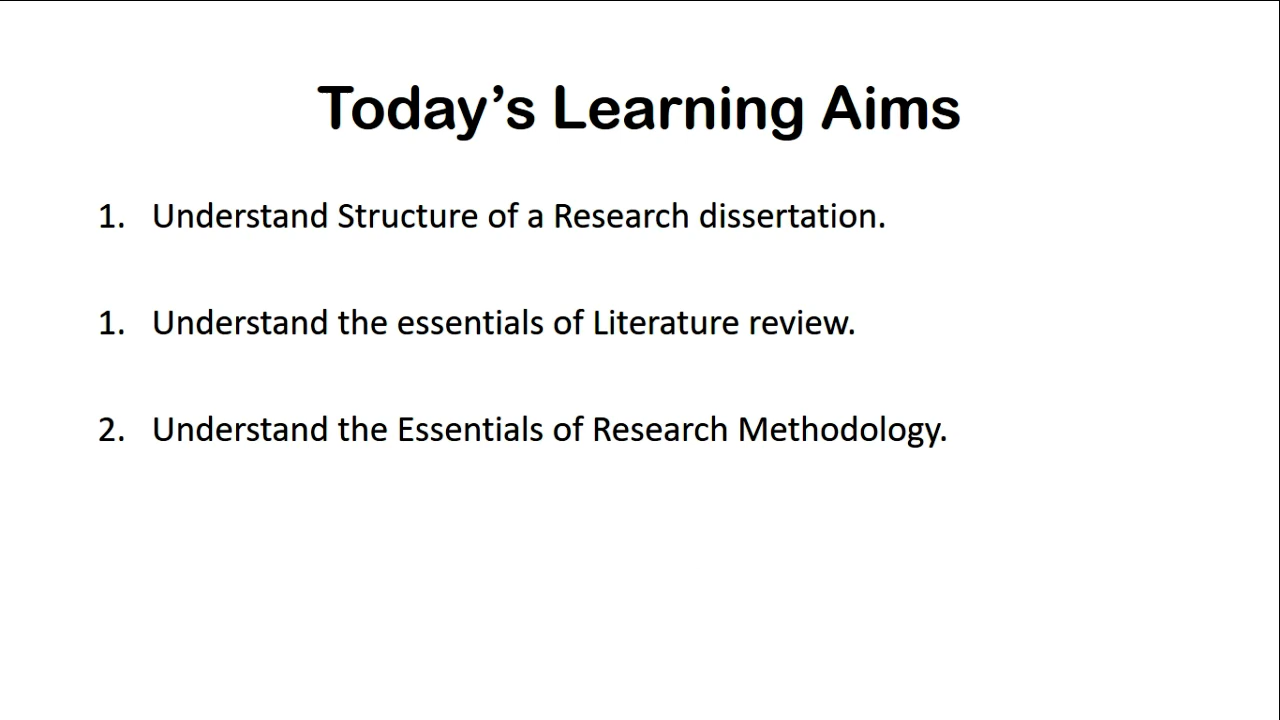 Today’s Learning Aims
1. Understand Structure of a Research dissertation.
1. Understand the essentials of Literature review.
2. Understand the Essentials of Research Methodology.